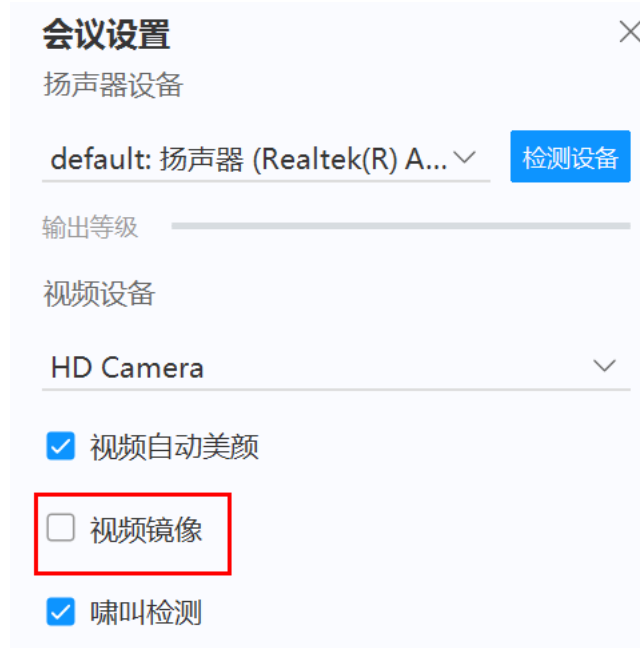 会议设置
扬声器设备
default: 扬声器 (Realtek(R) A...
检测设备
输出等级
视频设备
HD Camera
视频自动美颜
视频镜像
啸叫检测